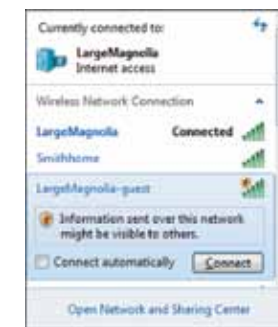 Currently connected to:
LargeMagnolia
Internet access
Wireless Network Connection
LargeMagnolia Connected
Smithhome
LargeMagnolia-guest
Information sent over this network
might be visible to others.
Connect automatically Connect
Open Network and Sharing Center